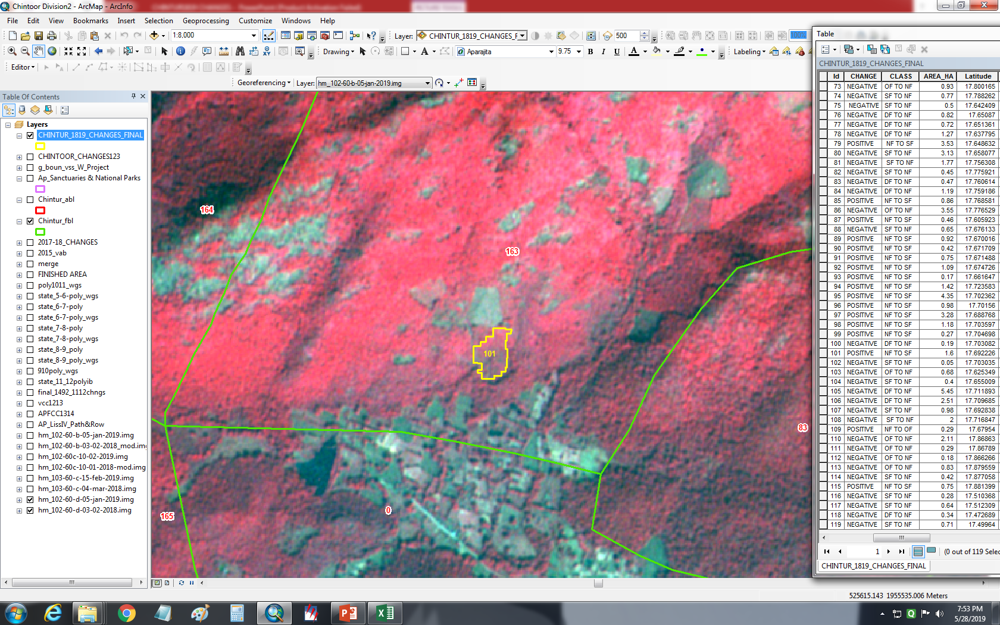 Chintoor Division2 - ArcMap - ArcInfo
File Edit View Bookmarks Insert Selection Geoprocessing Customize Windows Help
1:8,000
Layer: CHINTUR_1819_CHANGES_F
500
100%
Drawing
Aparajita
9.75
B I U A
Labeling
Editor
Georeferencing
Layer: hm_102-60-b-05-jan-2019.img
Table Of Contents
Layers
CHINTUR_1819_CHANGES_FINAL
CHINTOOR_CHANGES123
g_boun_vss_W_Project
Ap_Sanctuaries & National Parks
Chintur_abl
Chintur_fbl
2017-18_CHANGES
2015_vab
merge
FINISHED AREA
poly1011_wgs
state_5-6-poly_wgs
state_6-7-poly
state_6-7-poly_wgs
state_7-8-poly
state_7-8-poly_wgs
state_8-9_poly
state_8-9_poly_wgs
910poly_wgs
state_11_12polyib
final_1492_1112chngs
vcc1213
APFCC1314
AP_LissIV_Path&Row
hm_102-60-b-05-jan-2019.img
hm_102-60-b-03-02-2018_mod.img
hm_102-60c-10-02-2019.img
hm_102-60c-10-01-2018-mod.img
hm_103-60-c-15-feb-2019.img
hm_103-60-c-04-mar-2018.img
hm_102-60-d-05-jan-2019.img
hm_102-60-d-03-02-2018.img
164
163
101
83
0
165
Table
CHINTUR_1819_CHANGES_FINAL
Id CHANGE CLASS AREA_HA Latitude
73 NEGATIVE OF TO NF 0.93 17.800165
74 NEGATIVE SF TO NF 0.77 17.788262
75 NEGATIVE SF TO NF 0.5 17.642409
76 NEGATIVE DF TO NF 0.82 17.65087
77 NEGATIVE DF TO NF 0.72 17.651361
78 NEGATIVE DF TO NF 1.27 17.637795
79 POSITIVE NF TO SF 3.53 17.648632
80 NEGATIVE SF TO NF 3.13 17.658077
81 NEGATIVE SF TO NF 1.77 17.756308
82 NEGATIVE SF TO NF 0.45 17.775921
83 NEGATIVE DF TO NF 0.47 17.760614
84 NEGATIVE DF TO NF 1.19 17.759186
85 POSITIVE NF TO SF 0.86 17.768581
86 NEGATIVE OF TO NF 3.55 17.776529
87 POSITIVE NF TO SF 0.46 17.605923
88 NEGATIVE SF TO NF 0.65 17.676133
89 POSITIVE NF TO SF 0.92 17.670016
90 POSITIVE NF TO SF 0.42 17.671709
91 POSITIVE NF TO SF 0.75 17.671488
92 POSITIVE NF TO SF 1.09 17.674726
93 POSITIVE NF TO SF 0.17 17.661647
94 POSITIVE NF TO SF 1.42 17.723583
95 POSITIVE NF TO SF 4.35 17.702362
96 POSITIVE NF TO SF 0.98 17.70156
97 POSITIVE NF TO SF 3.28 17.688768
98 POSITIVE NF TO SF 1.18 17.703597
99 POSITIVE NF TO SF 0.27 17.704698
100 NEGATIVE DF TO NF 0.19 17.703082
101 POSITIVE NF TO SF 1.6 17.692226
102 NEGATIVE SF TO NF 0.05 17.703035
103 NEGATIVE OF TO NF 0.68 17.625349
104 NEGATIVE SF TO NF 0.4 17.655009
105 NEGATIVE DF TO NF 5.45 17.711893
106 NEGATIVE DF TO NF 2.51 17.709685
107 NEGATIVE SF TO NF 0.98 17.692838
108 NEGATIVE SF TO NF 2 17.716847
109 POSITIVE NF TO OF 0.29 17.67954
110 NEGATIVE OF TO NF 2.11 17.86863
111 NEGATIVE OF TO NF 0.29 17.86789
112 NEGATIVE OF TO NF 0.18 17.866266
113 NEGATIVE OF TO NF 0.83 17.879559
114 NEGATIVE SF TO NF 0.42 17.877058
115 POSITIVE NF TO SF 0.75 17.881399
116 NEGATIVE SF TO NF 0.28 17.510368
117 NEGATIVE SF TO NF 0.64 17.512309
118 NEGATIVE DF TO NF 0.34 17.472689
119 NEGATIVE SF TO NF 0.71 17.49964
1 (0 out of 119 Selec
CHINTUR_1819_CHANGES_FINAL
525615.143 1955535.006 Meters
7:53 PM
5/28/2019